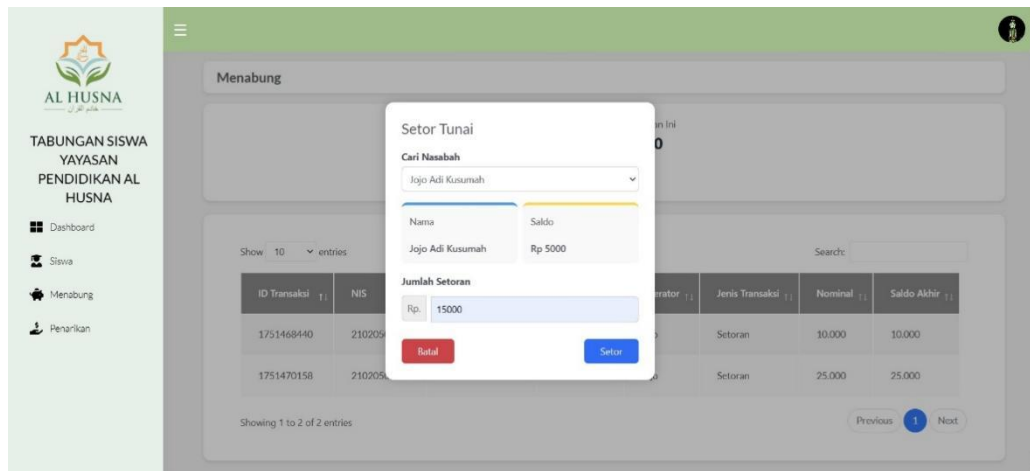 AL HUSNA
TABUNGAN SISWA
YAYASAN
PENDIDIKAN AL
HUSNA
Dashboard
Siswa
Menabung
Penarikan
Menabung
Ini
0
Setor Tunai
Cari Nasabah
Jojo Adi Kusumah
Nama Saldo
Jojo Adi Kusumah Rp 5000
Jumlah Setoran
Rp. 15000
Batal Setor
Show 10 entries Search:
ID Transaksi NIS Jenis Transaksi Nominal Saldo Akhir
1751468440 Setoran 10.000 10.000
1751470158 Setoran 25.000 25.000
Showing 1 to 2 of 2 entries
Previous 1 Next